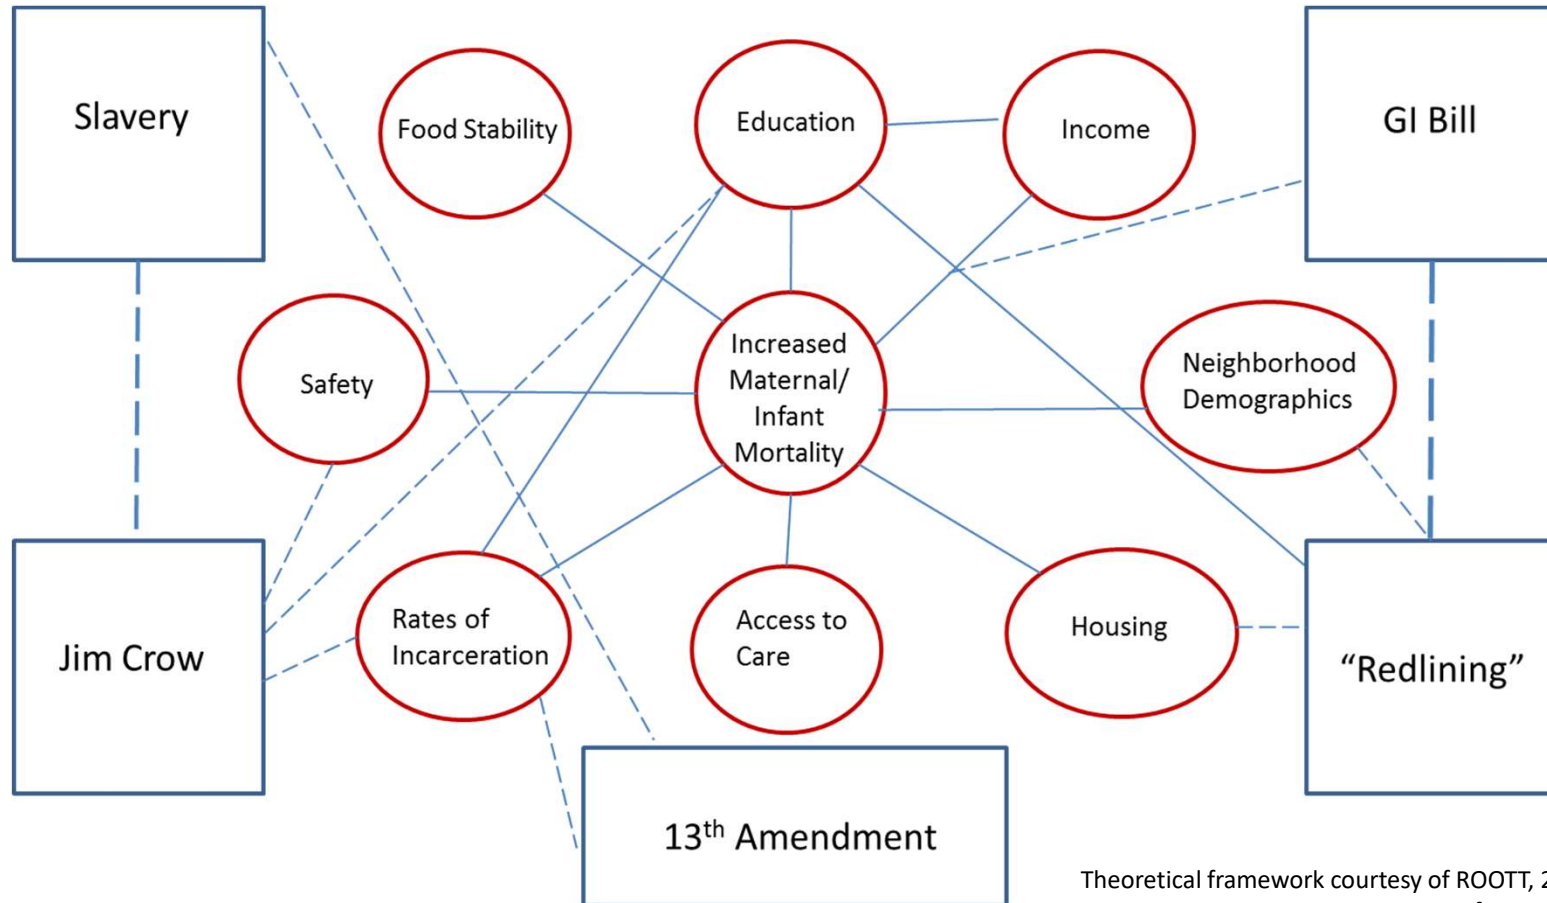 Slavery
Food Stability
Education
Income
GI Bill
Safety
Increased
Maternal/
Infant
Mortality
Neighborhood
Demographics
Jim Crow
Rates of
Incarceration
Access to
Care
Housing
“Redlining”
13th Amendment
Theoretical framework courtesy of ROOTT, 2